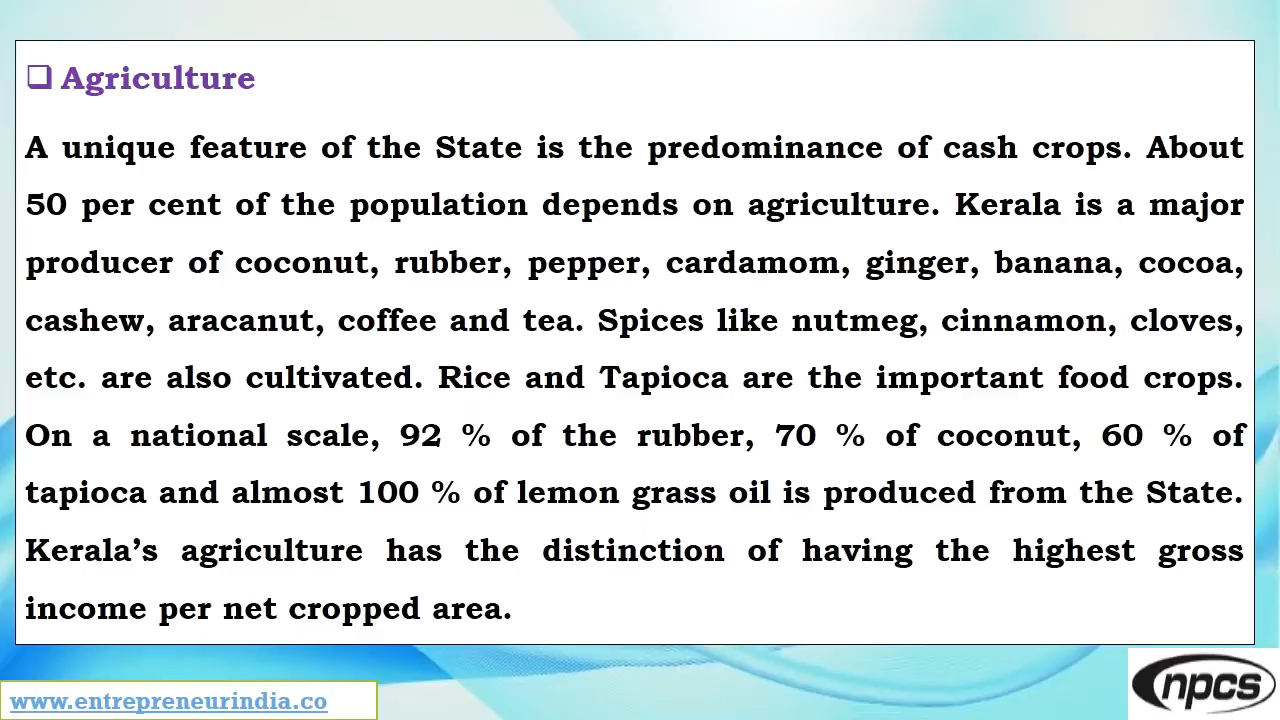 ❑ Agriculture
A unique feature of the State is the predominance of cash crops. About
50 per cent of the population depends on agriculture. Kerala is a major
producer of coconut, rubber, pepper, cardamom, ginger, banana, cocoa,
cashew, aracanut, coffee and tea. Spices like nutmeg, cinnamon, cloves,
etc. are also cultivated. Rice and Tapioca are the important food crops.
On a national scale, 92 % of the rubber, 70 % of coconut, 60 % of
tapioca and almost 100 % of lemon grass oil is produced from the State.
Kerala’s agriculture has the distinction of having the highest gross
income per net cropped area.
www.entrepreneurindia.co
npcs